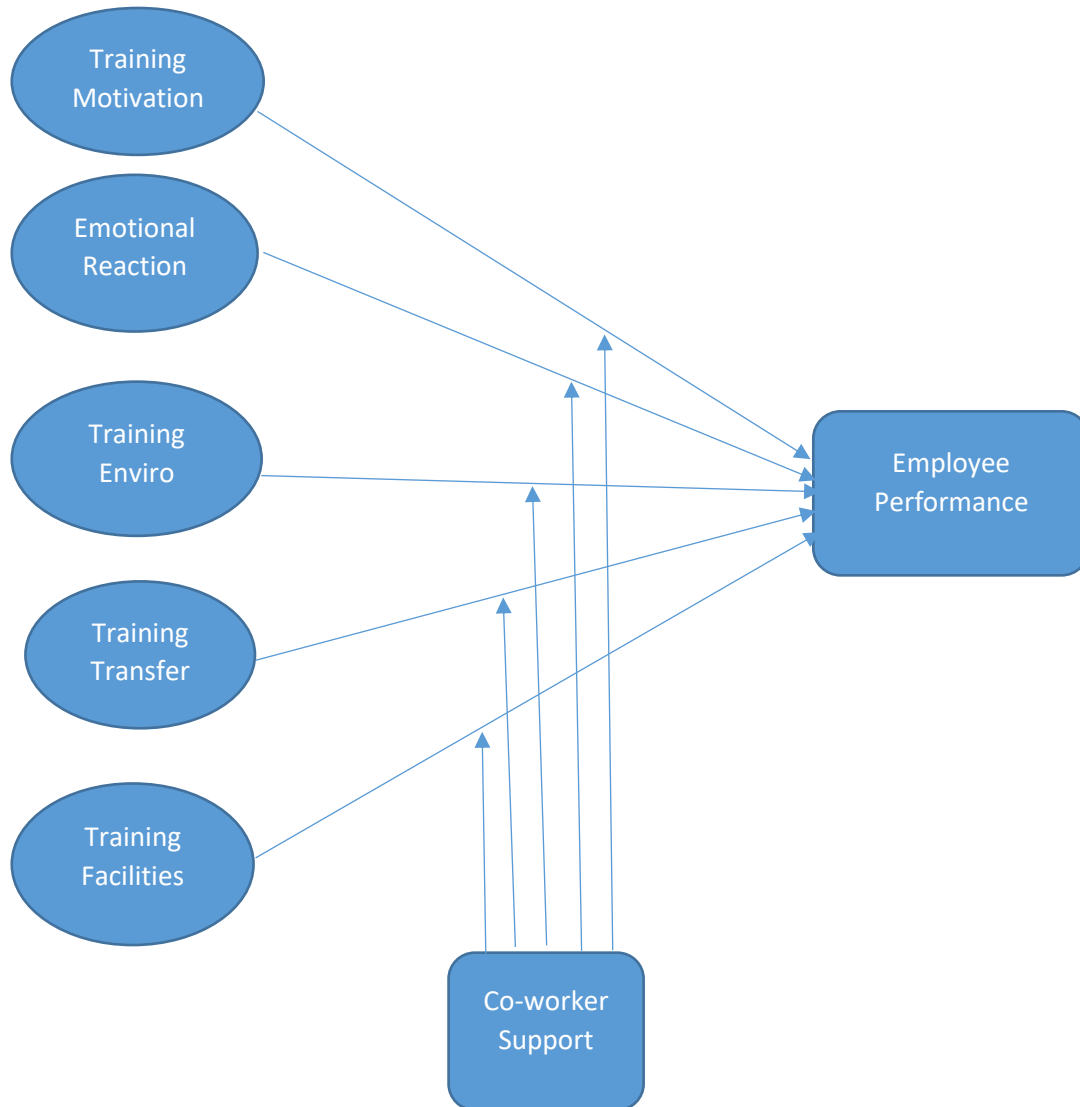 Training
Motivation
Emotional
Reaction
Training
Enviro
Training
Transfer
Training
Facilities
Employee
Performance
Co-worker
Support